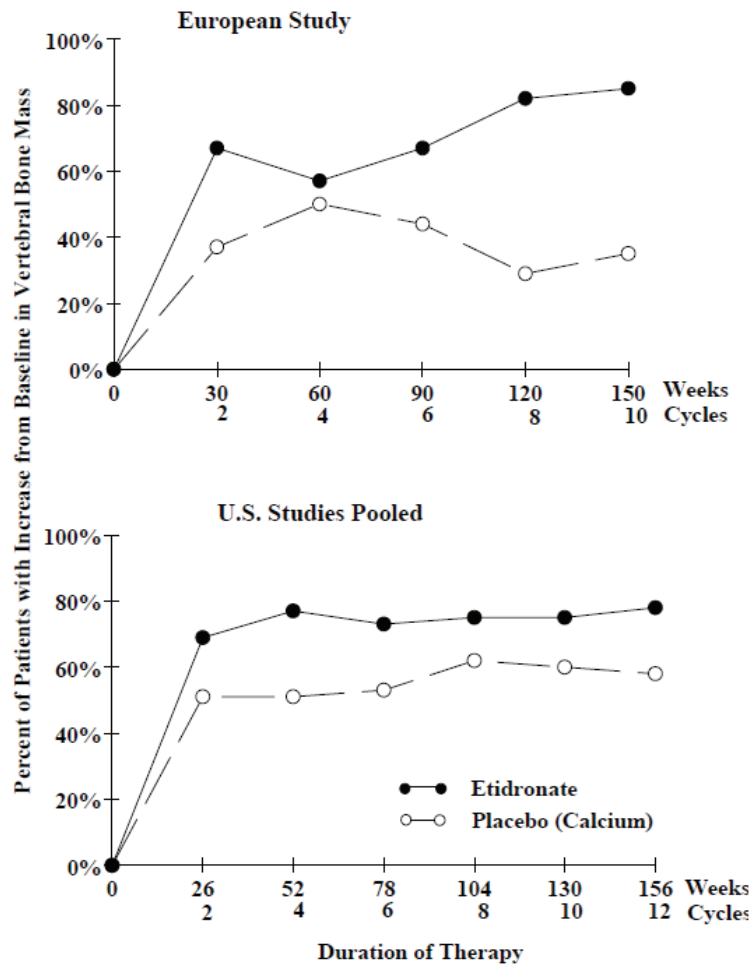 Percent of Patients with Increase from Baseline in Vertebral Bone Mass
European Study
100%
80%
60%
40%
20%
0%
0 30 60 90 120 150 Weeks
2 4 6 8 10 Cycles
U.S. Studies Pooled
100%
80%
60%
40%
20%
0%
Etidronate
Placebo (Calcium)
0 26 52 78 104 130 156 Weeks
2 4 6 8 10 12 Cycles
Duration of Therapy